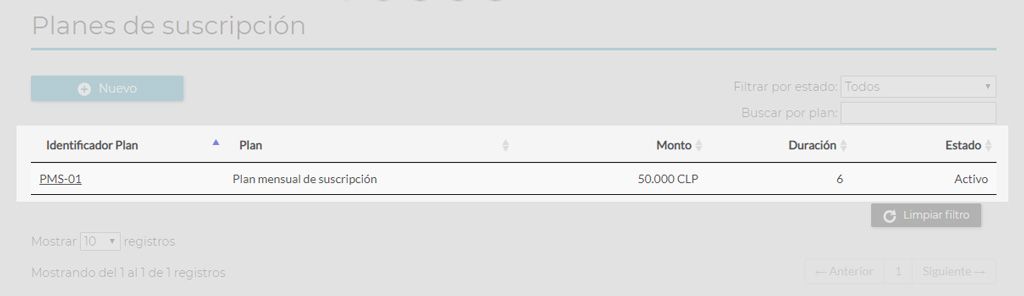 Planes de suscripción
Nuevo
Filtrar por estado: Todos
Buscar por plan:
Identificador Plan Plan Monto Duración Estado
PMS-01 Plan mensual de suscripción 50.000 CLP 6 Activo
Limpiar filtro
Mostrar 10 registros
Mostrando del 1 al 1 de 1 registros
← Anterior 1 Siguiente →